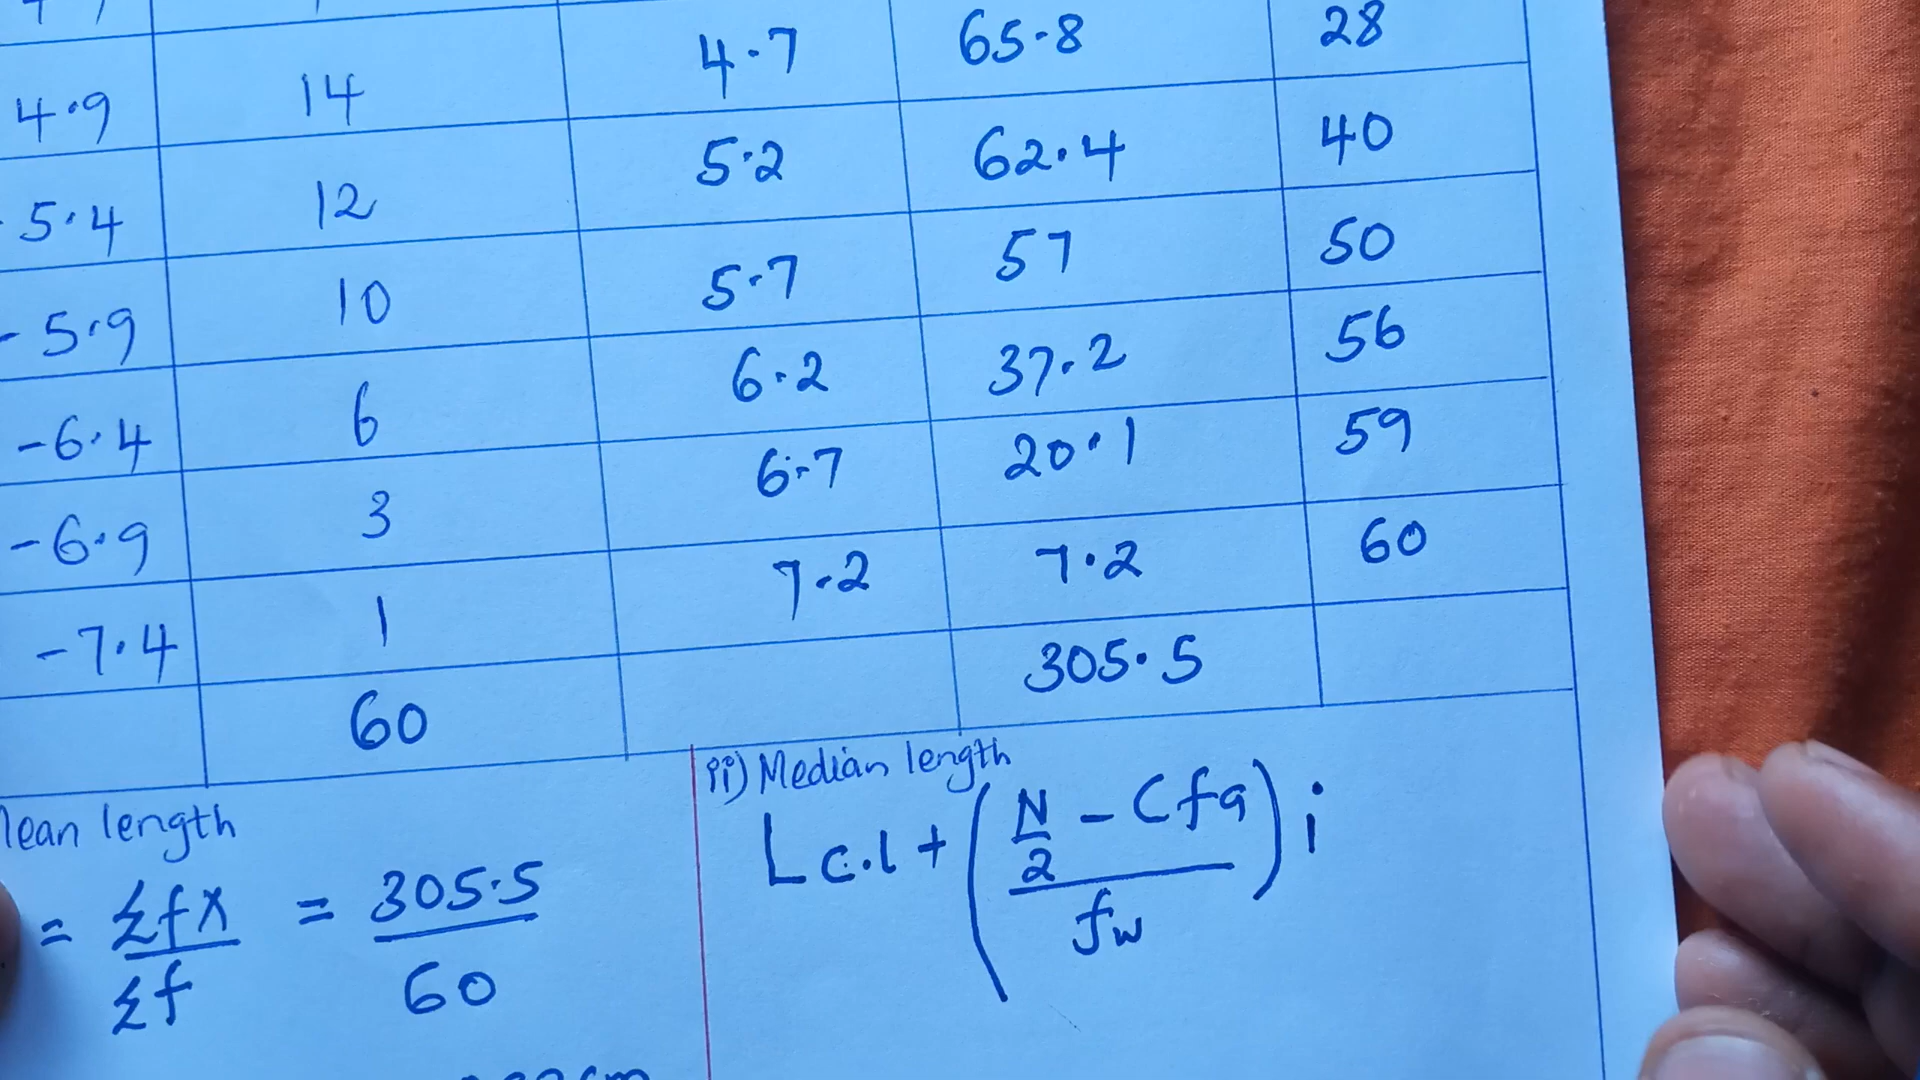 4.7 65.8 28
4.9 14 5.2 62.4 40
5.4 12 5.7 57 50
- 5.9 10 6.2 37.2 56
-6.4 6 6.7 20.1 59
-6.9 3 7.2 7.2 60
-7.4 1 305.5
60
Mean length
= Σfx / Σf = 305.5 / 60
ii) Median length
Lc.l + (N/2 - Cfa / fw) i